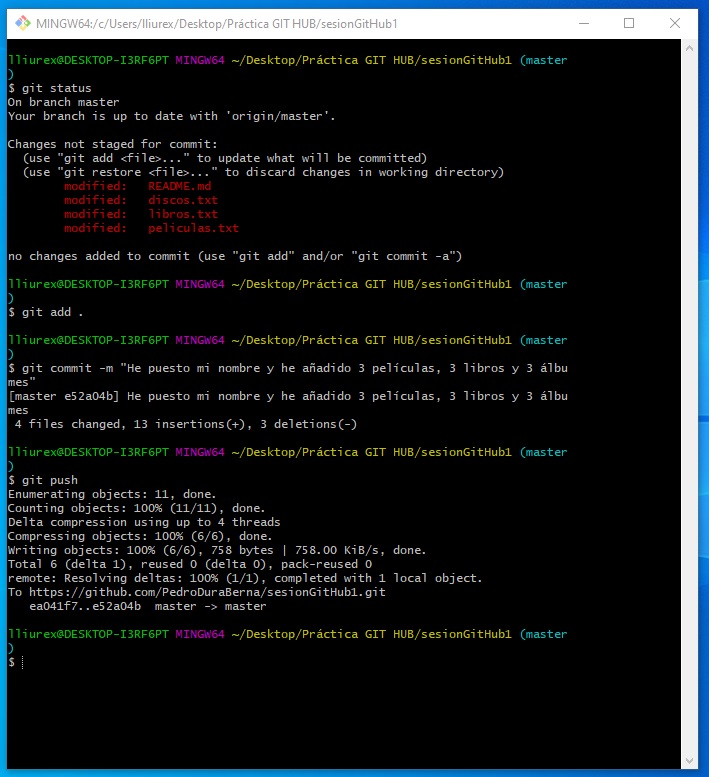 MINGW64:/c/Users/lliurex/Desktop/Práctica GIT HUB/sesionGitHub1
lliurex@DESKTOP-I3RF6PT MINGW64 ~/Desktop/Práctica GIT HUB/sesionGitHub1 (master
)
$ git status
On branch master
Your branch is up to date with 'origin/master'.
Changes not staged for commit:
(use "git add <file>..." to update what will be committed)
(use "git restore <file>..." to discard changes in working directory)
modified: README.md
modified: discos.txt
modified: libros.txt
modified: peliculas.txt
no changes added to commit (use "git add" and/or "git commit -a")
lliurex@DESKTOP-I3RF6PT MINGW64 ~/Desktop/Práctica GIT HUB/sesionGitHub1 (master
)
$ git add .
lliurex@DESKTOP-I3RF6PT MINGW64 ~/Desktop/Práctica GIT HUB/sesionGitHub1 (master
)
$ git commit -m "He puesto mi nombre y he añadido 3 películas, 3 libros y 3 álbu
mes"
[master e52a04b] He puesto mi nombre y he añadido 3 películas, 3 libros y 3 álbu
mes
4 files changed, 13 insertions(+), 3 deletions(-)
lliurex@DESKTOP-I3RF6PT MINGW64 ~/Desktop/Práctica GIT HUB/sesionGitHub1 (master
)
$ git push
Enumerating objects: 11, done.
Counting objects: 100% (11/11), done.
Delta compression using up to 4 threads
Compressing objects: 100% (6/6), done.
Writing objects: 100% (6/6), 758 bytes | 758.00 KiB/s, done.
Total 6 (delta 1), reused 0 (delta 0), pack-reused 0
remote: Resolving deltas: 100% (1/1), completed with 1 local object.
To https://github.com/PedroDuraBerna/sesionGitHub1.git
ea041f7..e52a04b master -> master
lliurex@DESKTOP-I3RF6PT MINGW64 ~/Desktop/Práctica GIT HUB/sesionGitHub1 (master
)
$